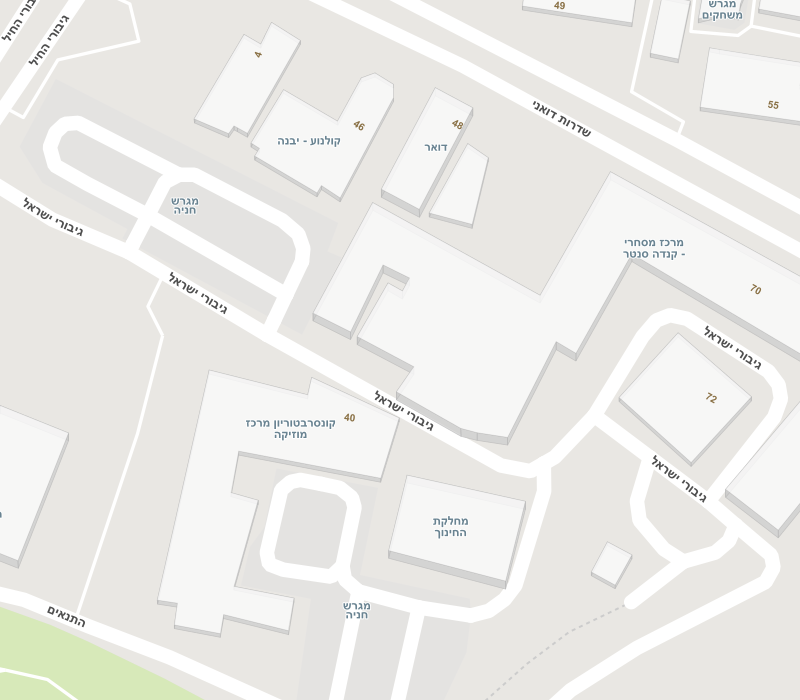 49
מגרש
משחקים
גיבורי החיל
גיבורי החיל
4
55
46
48
שדרות דואני
קולנוע - יבנה
דואר
גיבורי ישראל
מגרש
חניה
מרכז מסחרי
- קנדה סנטר
70
גיבורי ישראל
גיבורי ישראל
72
גיבורי ישראל
40
קונסרבטוריון מרכז
מוזיקה
גיבורי ישראל
מחלקת
החינוך
מגרש
חניה
התנאים